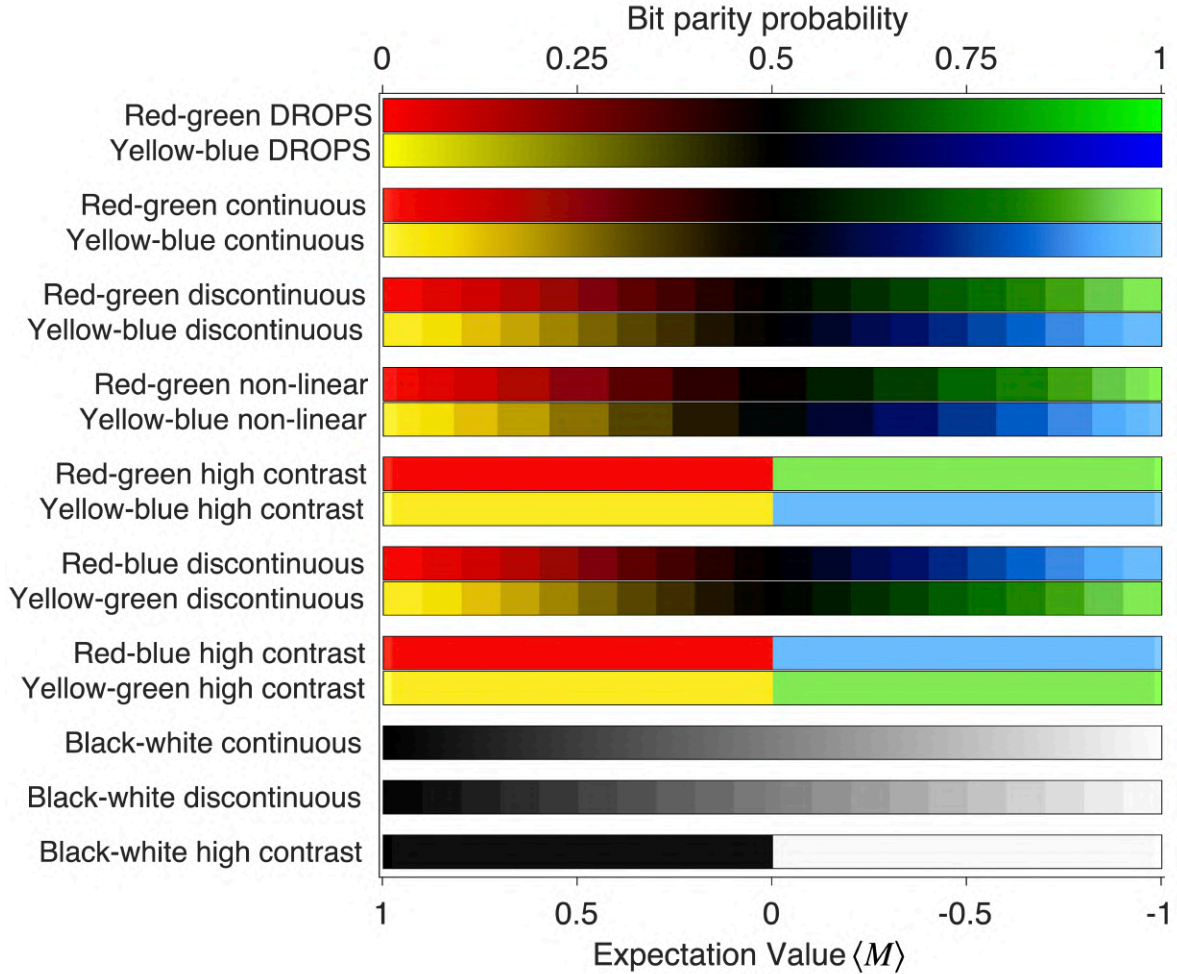 Bit parity probability
0 0.25 0.5 0.75 1
Red-green DROPS
Yellow-blue DROPS
Red-green continuous
Yellow-blue continuous
Red-green discontinuous
Yellow-blue discontinuous
Red-green non-linear
Yellow-blue non-linear
Red-green high contrast
Yellow-blue high contrast
Red-blue discontinuous
Yellow-green discontinuous
Red-blue high contrast
Yellow-green high contrast
Black-white continuous
Black-white discontinuous
Black-white high contrast
1 0.5 0 -0.5 -1
Expectation Value ⟨M⟩